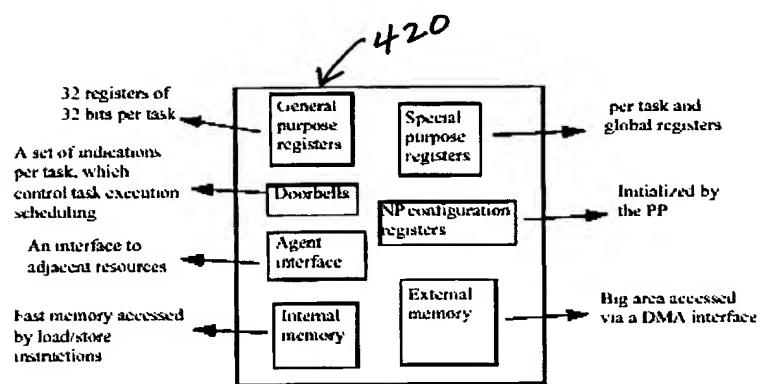 420
32 registers of
32 bits per task
General
purpose
registers
Special
purpose
registers
per task and
global registers
A set of indications
per task, which
control task execution
scheduling
Doorbells
NP configuration
registers
Initialized by
the PP
An interface to
adjacent resources
Agent
interface
Fast memory accessed
by load/store
instructions
Internal
memory
External
memory
Big area accessed
via a DMA interface